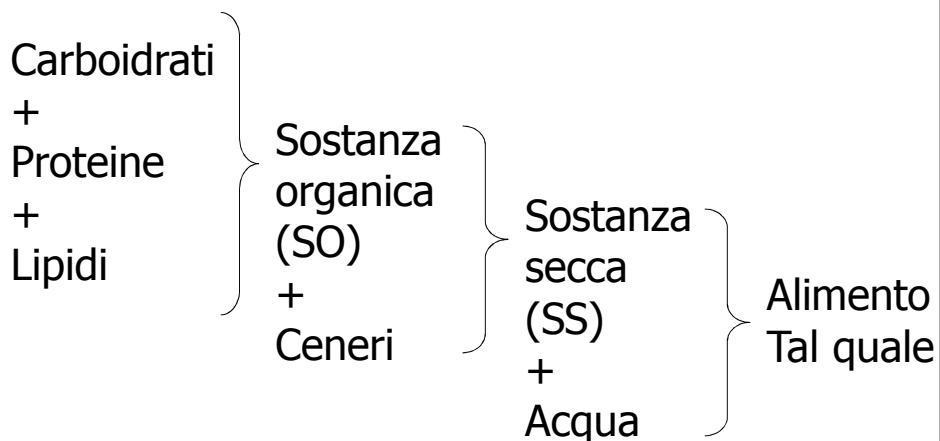 Carboidrati
+
Proteine
+
Lipidi
Sostanza
organica
(SO)
+
Ceneri
Sostanza
secca
(SS)
+
Acqua
Alimento
Tal quale